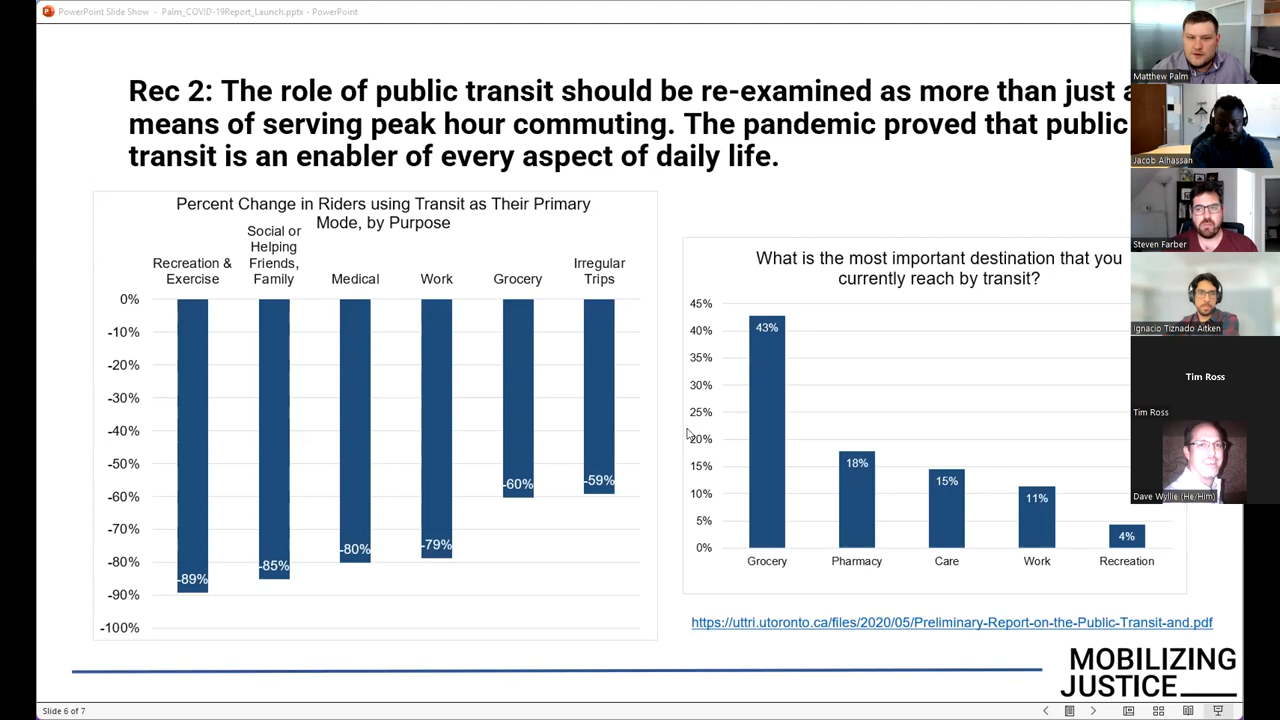 PowerPoint Slide Show - Palm_COVID-19Report_Launch.pptx - PowerPoint
Rec 2: The role of public transit should be re-examined as more than just a
means of serving peak hour commuting. The pandemic proved that public
transit is an enabler of every aspect of daily life.
Percent Change in Riders using Transit as Their Primary
Mode, by Purpose
Recreation &
Exercise
Social or
Helping
Friends,
Family
Medical
Work
Grocery
Irregular
Trips
0%
-10%
-20%
-30%
-40%
-50%
-60%
-70%
-80%
-90%
-100%
-89%
-85%
-80%
-79%
-60%
-59%
What is the most important destination that you
currently reach by transit?
45%
40%
35%
30%
25%
20%
15%
10%
5%
0%
43%
18%
15%
11%
4%
Grocery
Pharmacy
Care
Work
Recreation
https://uttri.utoronto.ca/files/2020/05/Preliminary-Report-on-the-Public-Transit-and.pdf
MOBILIZING
JUSTICE
Slide 6 of 7
Matthew Palm
Jacob Alhassan
Steven Farber
Ignacio Tiznado Aitken
Tim Ross
Tim Ross
Dave Wyllie (He/Him)